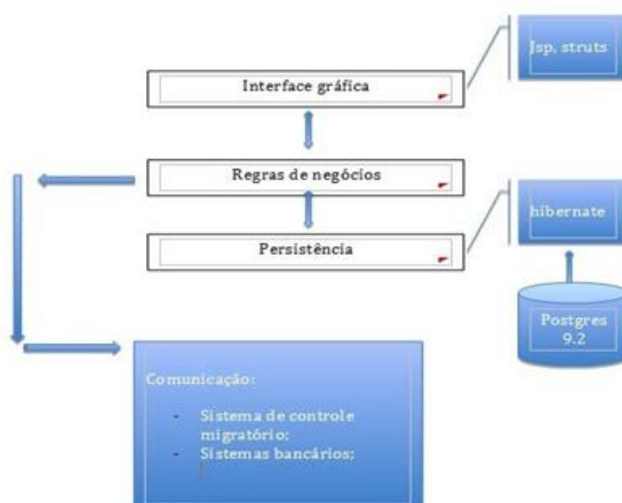 Jsp, struts
Interface gráfica
Regras de negócios
hibernate
Persistência
Postgres
9.2
Comunicação:
- Sistema de controle
migratório;
- Sistemas bancários;